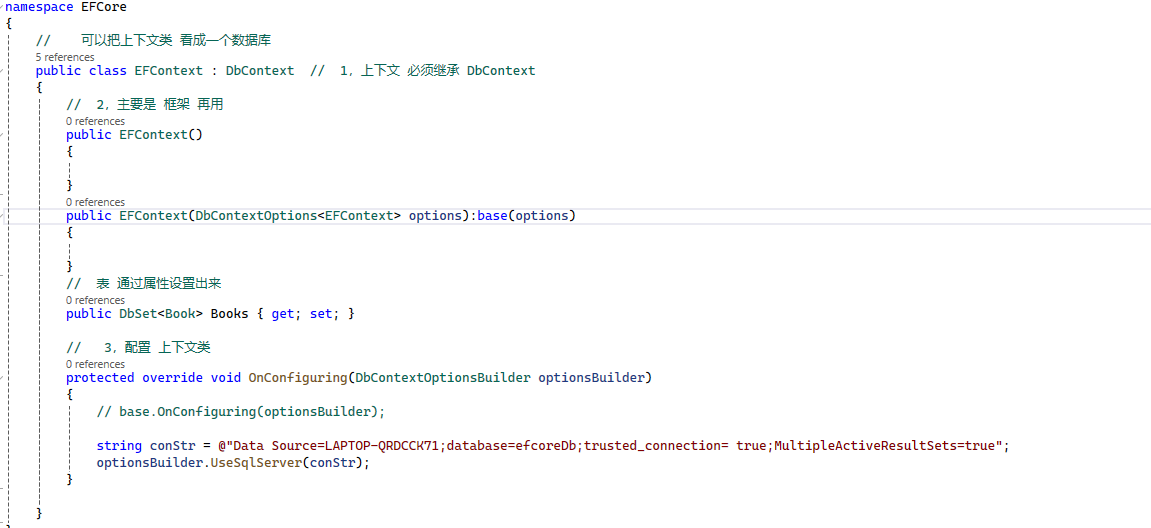 namespace EFCore
{
// 可以把上下文类 看成一个数据库
5 references
public class EFContext : DbContext // 1，上下文 必须继承 DbContext
{
// 2，主要是 框架 再用
0 references
public EFContext()
{
}
0 references
public EFContext(DbContextOptions<EFContext> options):base(options)
{
}
// 表 通过属性设置出来
0 references
public DbSet<Book> Books { get; set; }
// 3，配置 上下文类
0 references
protected override void OnConfiguring(DbContextOptionsBuilder optionsBuilder)
{
// base.OnConfiguring(optionsBuilder);
string conStr = @"Data Source=LAPTOP-QRDCCK71;database=efcoreDb;trusted_connection= true;MultipleActiveResultSets=true";
optionsBuilder.UseSqlServer(conStr);
}
}